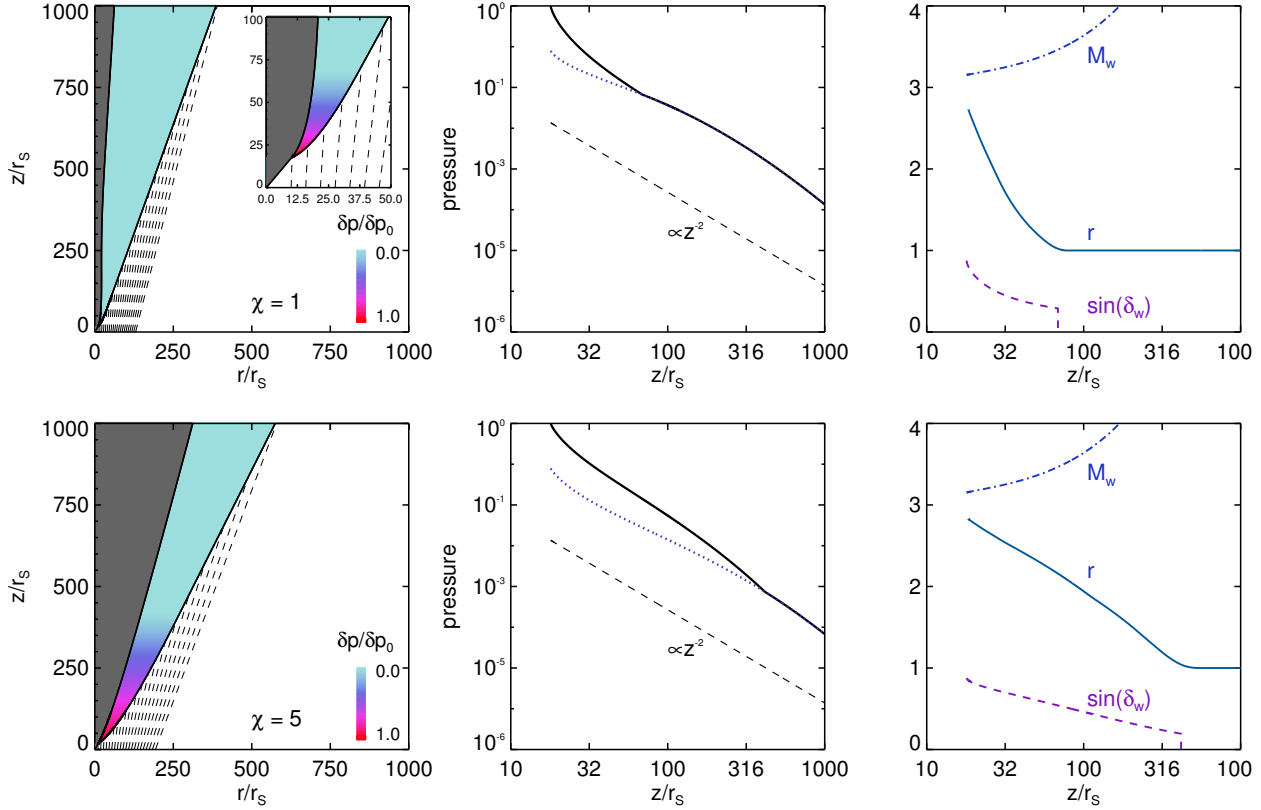 1000
750
500
250
0
z/r_S
0 250 500 750 1000
r/r_S
100
75
50
25
0
0.0 12.5 25.0 37.5 50.0
δp/δp_0
0.0
1.0
χ = 1
10^0
10^-1
10^-3
10^-5
10^-6
pressure
∝z^-2
10 32 100 316 1000
z/r_S
4
3
2
1
0
M_w
r
sin(δ_w)
10 32 100 316 100
z/r_S
1000
750
500
250
0
z/r_S
0 250 500 750 1000
r/r_S
δp/δp_0
0.0
1.0
χ = 5
10^0
10^-1
10^-3
10^-5
10^-6
pressure
∝z^-2
10 32 100 316 1000
z/r_S
4
3
2
1
0
M_w
r
sin(δ_w)
10 32 100 316 100
z/r_S